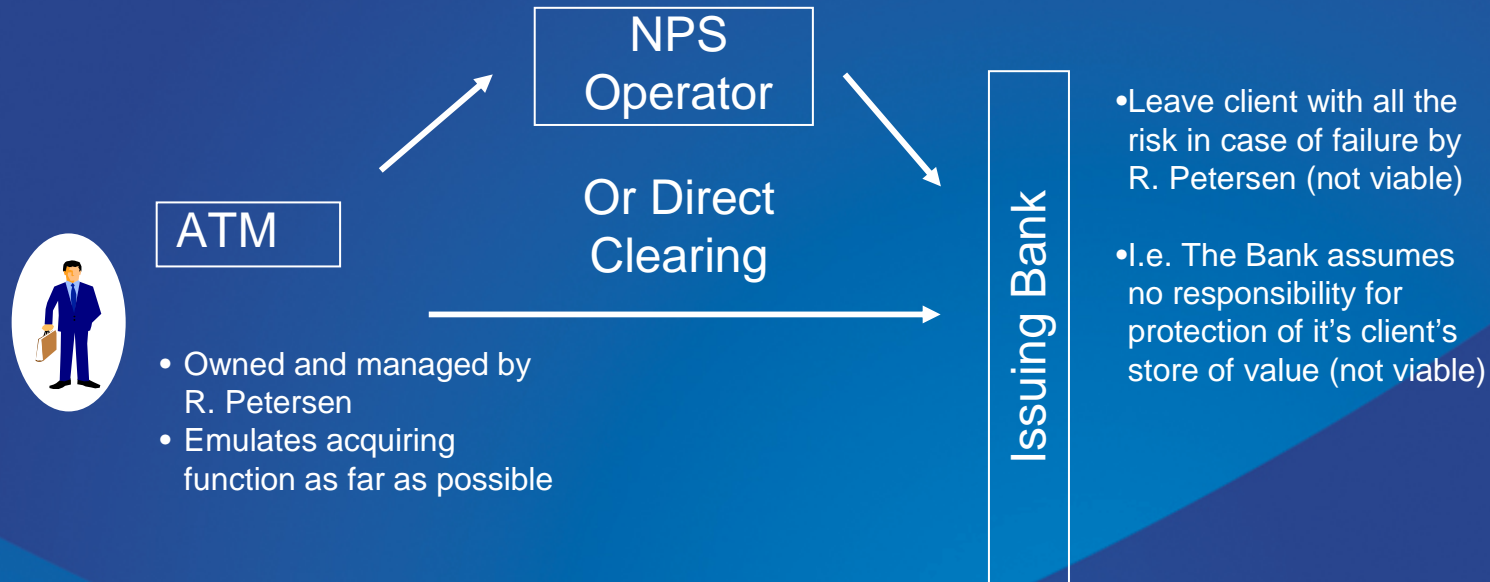 NPS
Operator
Or Direct
Clearing
ATM
• Owned and managed by
R. Petersen
• Emulates acquiring
function as far as possible
Issuing Bank
•Leave client with all the
risk in case of failure by
R. Petersen (not viable)
•I.e. The Bank assumes
no responsibility for
protection of it's client's
store of value (not viable)